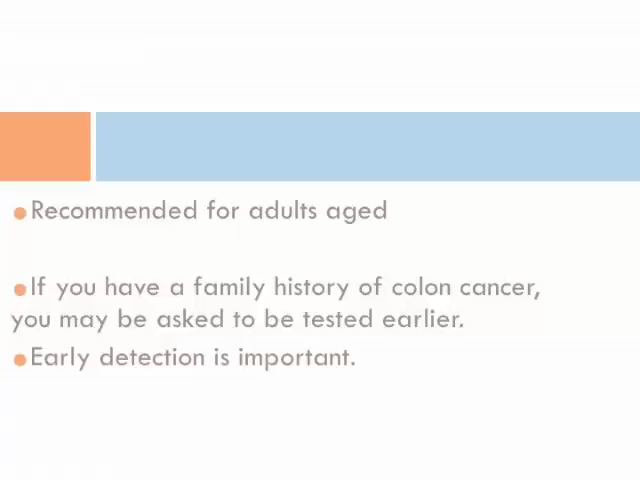 Recommended for adults aged
If you have a family history of colon cancer,
you may be asked to be tested earlier.
Early detection is important.